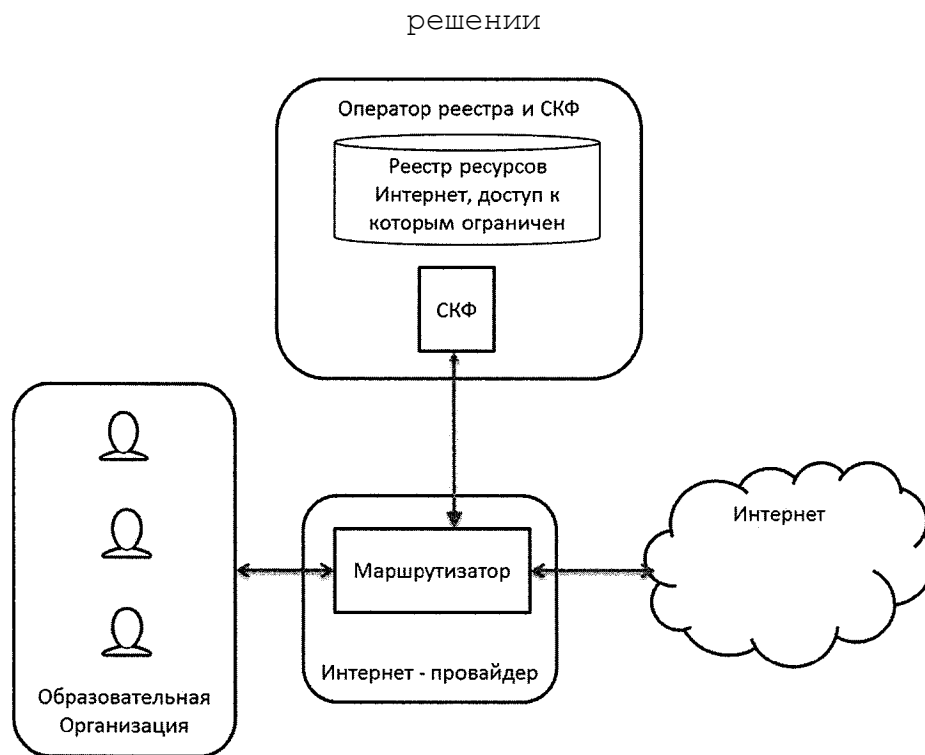 решении
Оператор реестра и СКФ
Реестр ресурсов
Интернет, доступ к
которым ограничен
СКФ
Интернет
Маршрутизатор
Интернет - провайдер
Образовательная
Организация